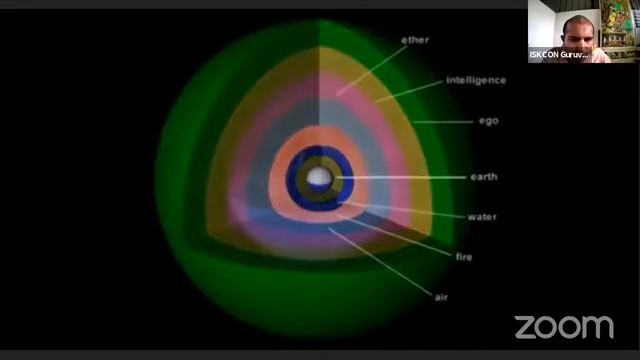 ISKCON Guruv...
ether
intelligence
ego
earth
water
fire
air
zoom